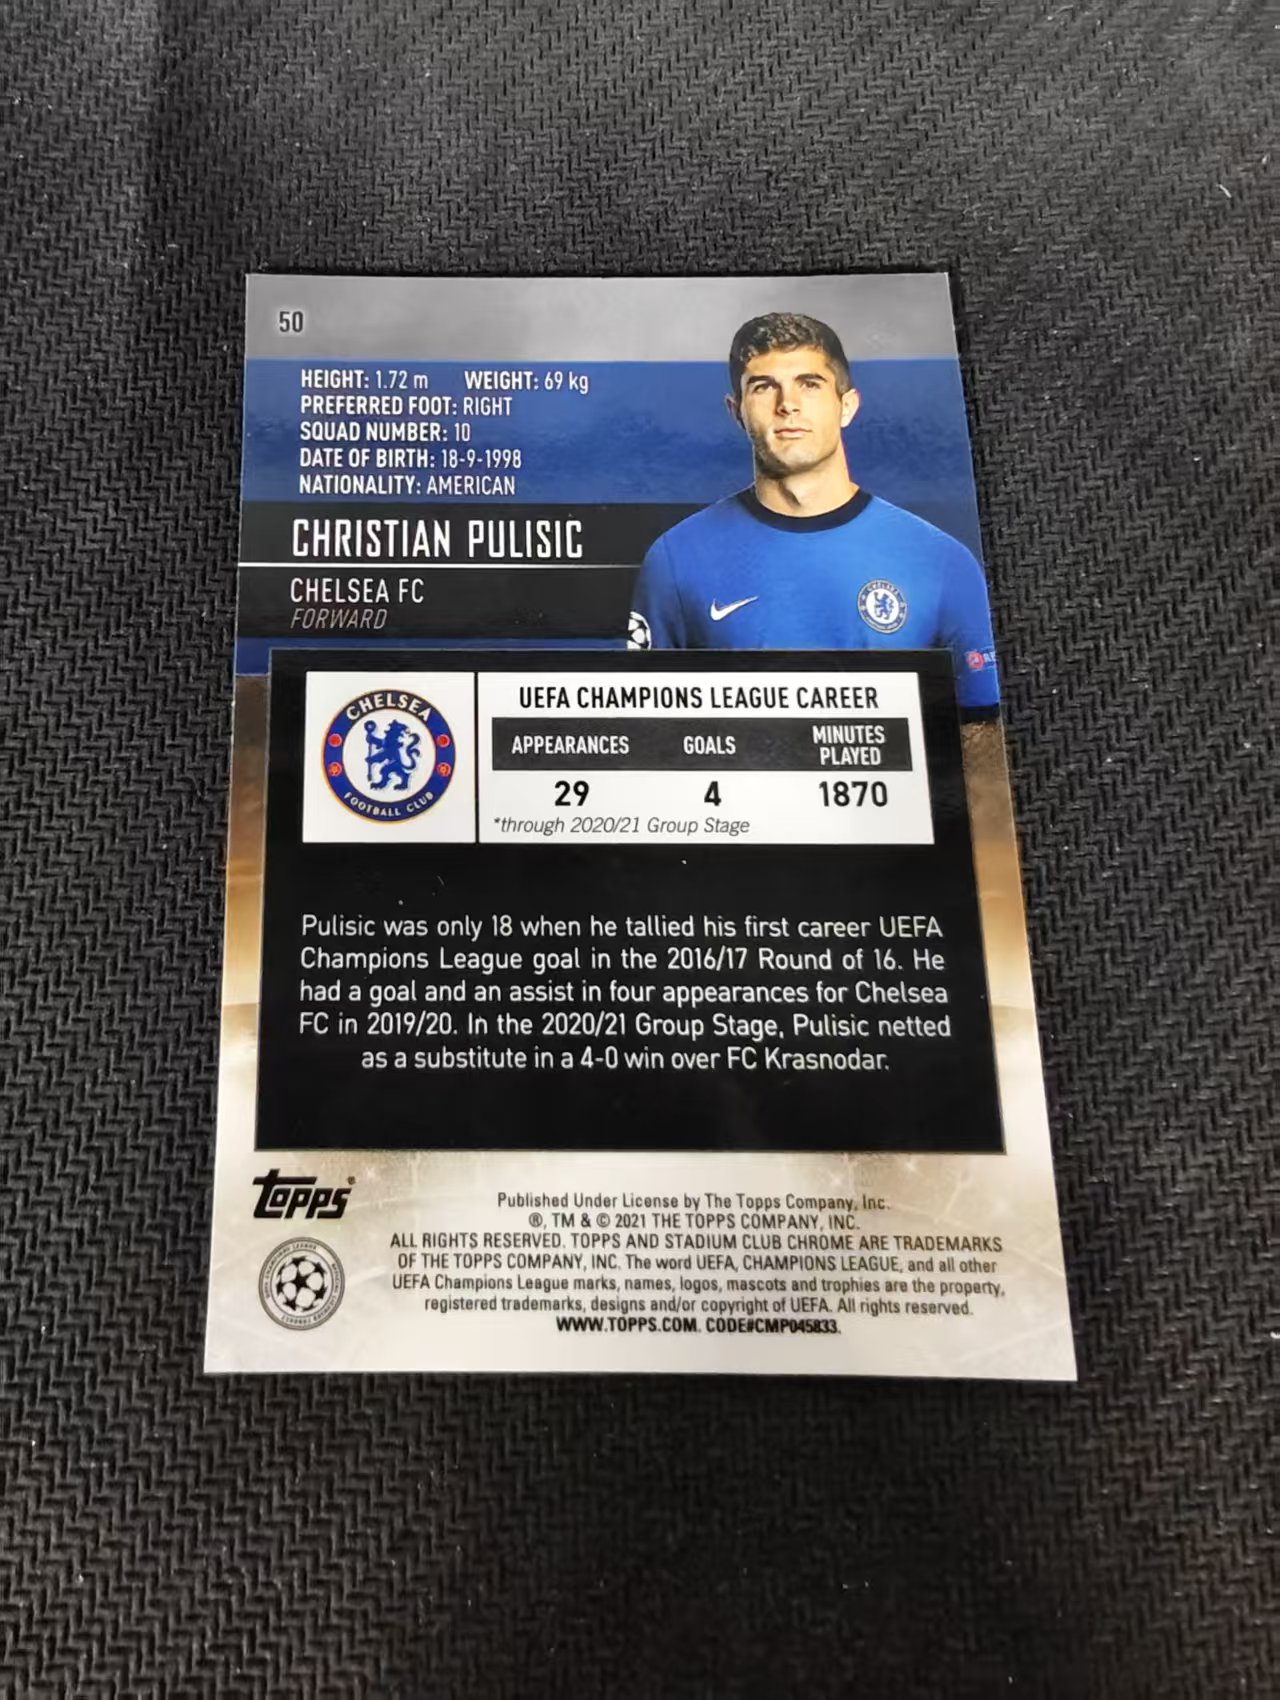 50
HEIGHT: 1.72 m WEIGHT: 69 kg
PREFERRED FOOT: RIGHT
SQUAD NUMBER: 10
DATE OF BIRTH: 18-9-1998
NATIONALITY: AMERICAN
CHRISTIAN PULISIC
CHELSEA FC
FORWARD
CHELSEA
FOOTBALL CLUB
UEFA CHAMPIONS LEAGUE CAREER
APPEARANCES GOALS MINUTES PLAYED
29 4 1870
*through 2020/21 Group Stage
Pulisic was only 18 when he tallied his first career UEFA
Champions League goal in the 2016/17 Round of 16. He
had a goal and an assist in four appearances for Chelsea
FC in 2019/20. In the 2020/21 Group Stage, Pulisic netted
as a substitute in a 4-0 win over FC Krasnodar.
Topps®
Published Under License by The Topps Company, Inc.
®, TM & © 2021 THE TOPPS COMPANY, INC.
ALL RIGHTS RESERVED. TOPPS AND STADIUM CLUB CHROME ARE TRADEMARKS
OF THE TOPPS COMPANY, INC. The word UEFA, CHAMPIONS LEAGUE, and all other
UEFA Champions League marks, names, logos, mascots and trophies are the property,
registered trademarks, designs and/or copyright of UEFA. All rights reserved.
WWW.TOPPS.COM. CODE#CMP045833.